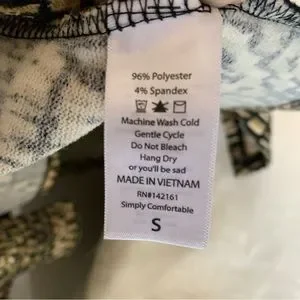 96% Polyester
4% Spandex
Machine Wash Cold
Gentle Cycle
Do Not Bleach
Hang Dry
or you'll be sad
MADE IN VIETNAM
RN#142161
Simply Comfortable
S